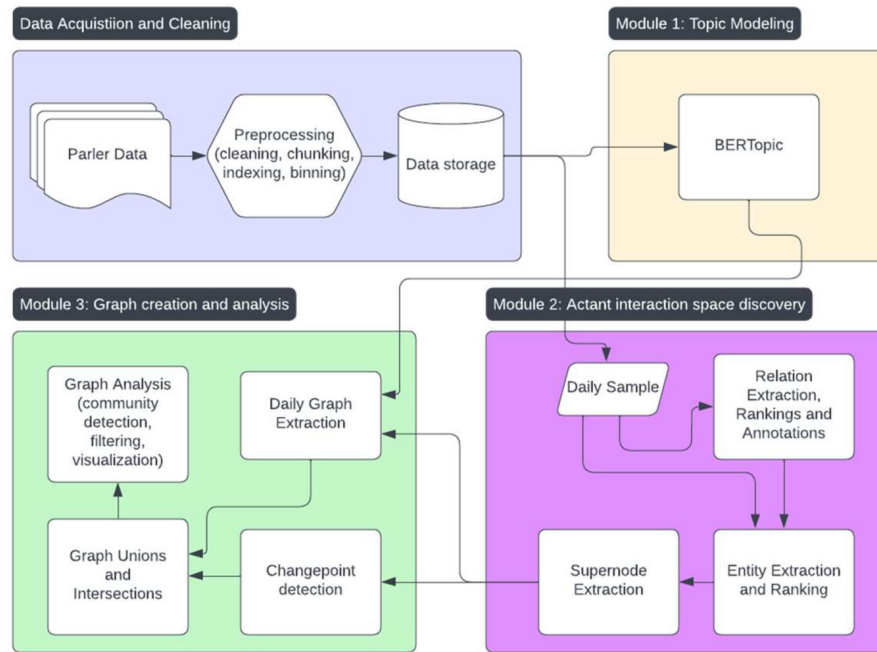 Data Acquistiion and Cleaning
Module 1: Topic Modeling
Parler Data
Preprocessing
(cleaning, chunking,
indexing, binning)
Data storage
BERTopic
Module 3: Graph creation and analysis
Module 2: Actant interaction space discovery
Graph Analysis
(community
detection,
filtering,
visualization)
Daily Graph
Extraction
Daily Sample
Relation
Extraction,
Rankings and
Annotations
Graph Unions
and
Intersections
Changepoint
detection
Supernode
Extraction
Entity Extraction
and Ranking